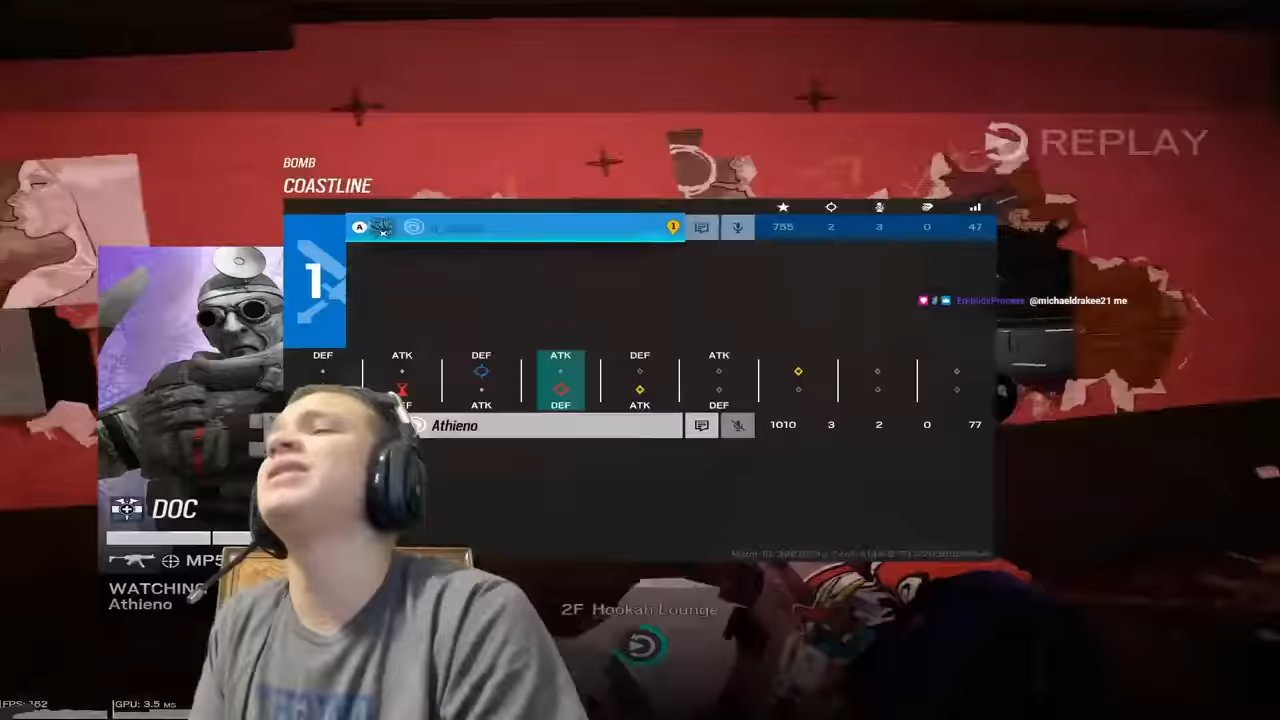 REPLAY
BOMB
COASTLINE
A 1 755 2 3 0 47
1
EmbliosProcess @michaeldrakee21 me
DEF ATK DEF ATK DEF ATK
ATK DEF ATK DEF
Athieno 1010 3 2 0 77
DOC
MP5
WATCHING
Athieno
2F Hookah Lounge
GPU: 3.5 MS